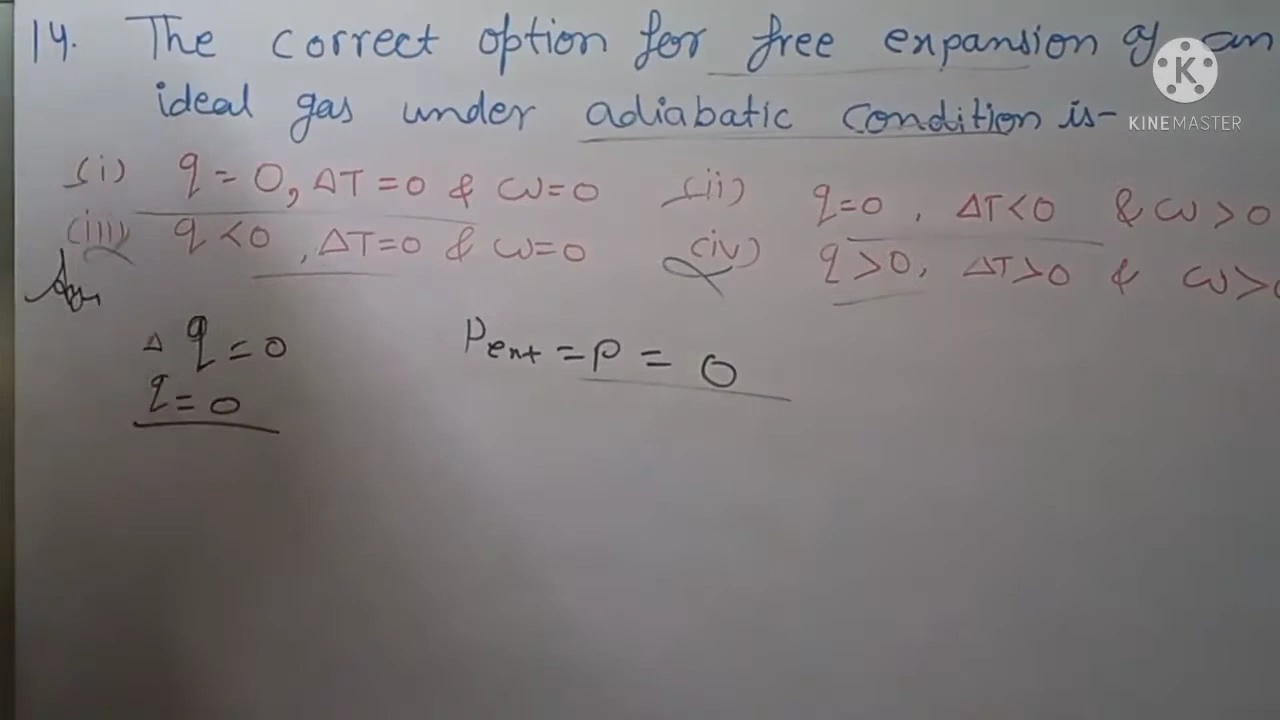 14. The correct option for free expansion of an
ideal gas under adiabatic condition is-
(i) q = 0, ΔT = 0 & ω = 0 (ii) q = 0, ΔT < 0 & ω > 0
(iii) q < 0, ΔT = 0 & ω = 0 (iv) q > 0, ΔT > 0 & ω > 0
Ans
Δ q = 0 Pext = P = 0
q = 0
K
KINEMASTER